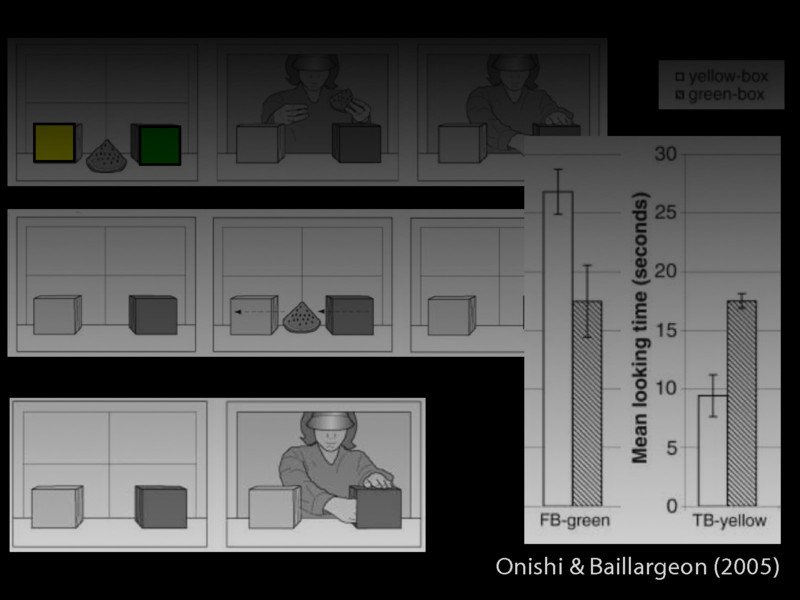 yellow-box
green-box
Mean looking time (seconds)
30
25
20
15
10
5
0
FB-green
TB-yellow
Onishi & Baillargeon (2005)